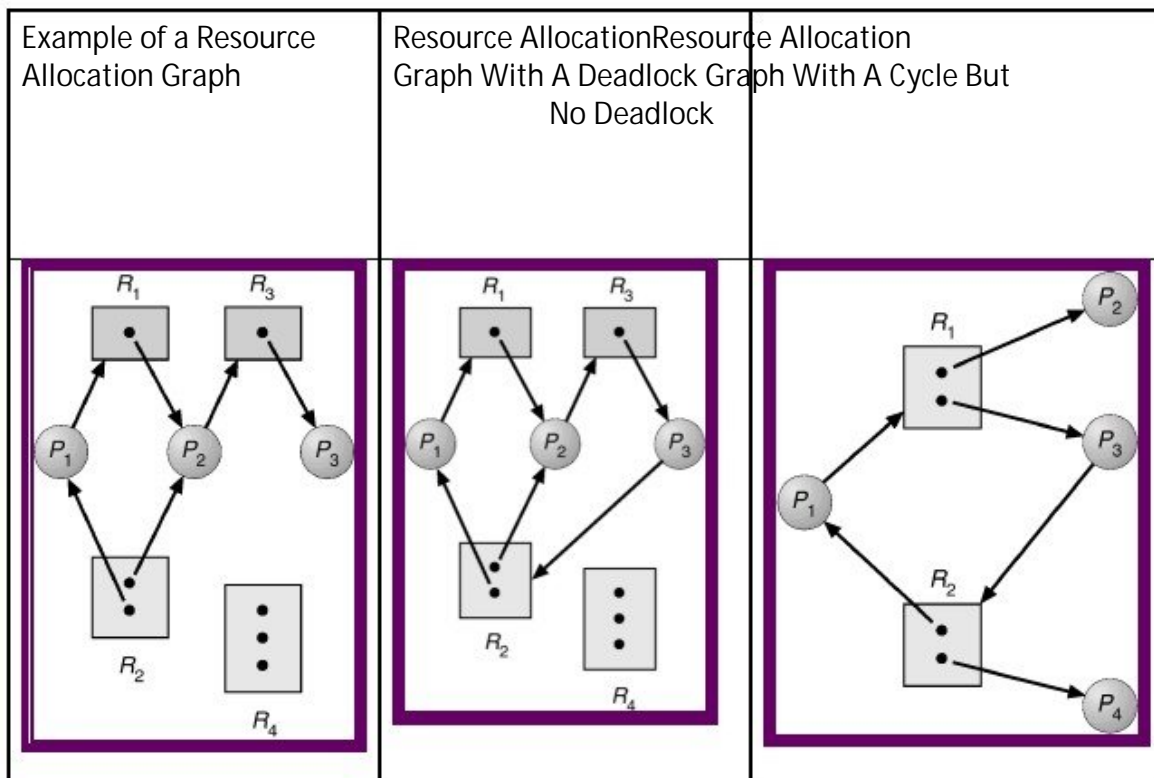 Example of a Resource
Allocation Graph
Resource AllocationResource Allocation
Graph With A Deadlock Graph With A Cycle But
No Deadlock
R1
R3
P1
P2
P3
R2
R4
R1
R3
P1
P2
P3
R2
R4
P2
R1
P3
P1
R2
P4